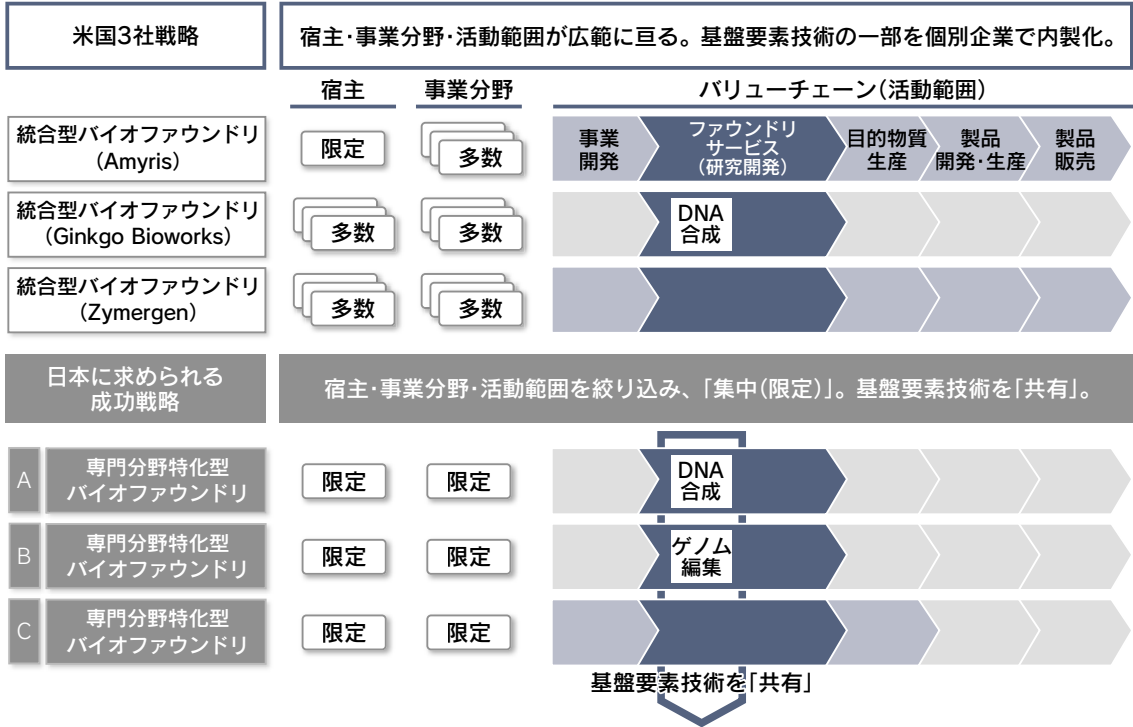 米国3社戦略
宿主・事業分野・活動範囲が広範に亘る。基盤要素技術の一部を個別企業で内製化。
宿主
事業分野
バリューチェーン(活動範囲)
統合型バイオファウンドリ
(Amyris)
限定
多数
事業
開発
ファウンドリ
サービス
(研究開発)
目的物質
生産
製品
開発・生産
製品
販売
統合型バイオファウンドリ
(Ginkgo Bioworks)
多数
多数
DNA
合成
統合型バイオファウンドリ
(Zymergen)
多数
多数
日本に求められる
成功戦略
宿主・事業分野・活動範囲を絞り込み、「集中(限定)」。基盤要素技術を「共有」。
A
専門分野特化型
バイオファウンドリ
限定
限定
DNA
合成
B
専門分野特化型
バイオファウンドリ
限定
限定
ゲノム
編集
C
専門分野特化型
バイオファウンドリ
限定
限定
基盤要素技術を「共有」